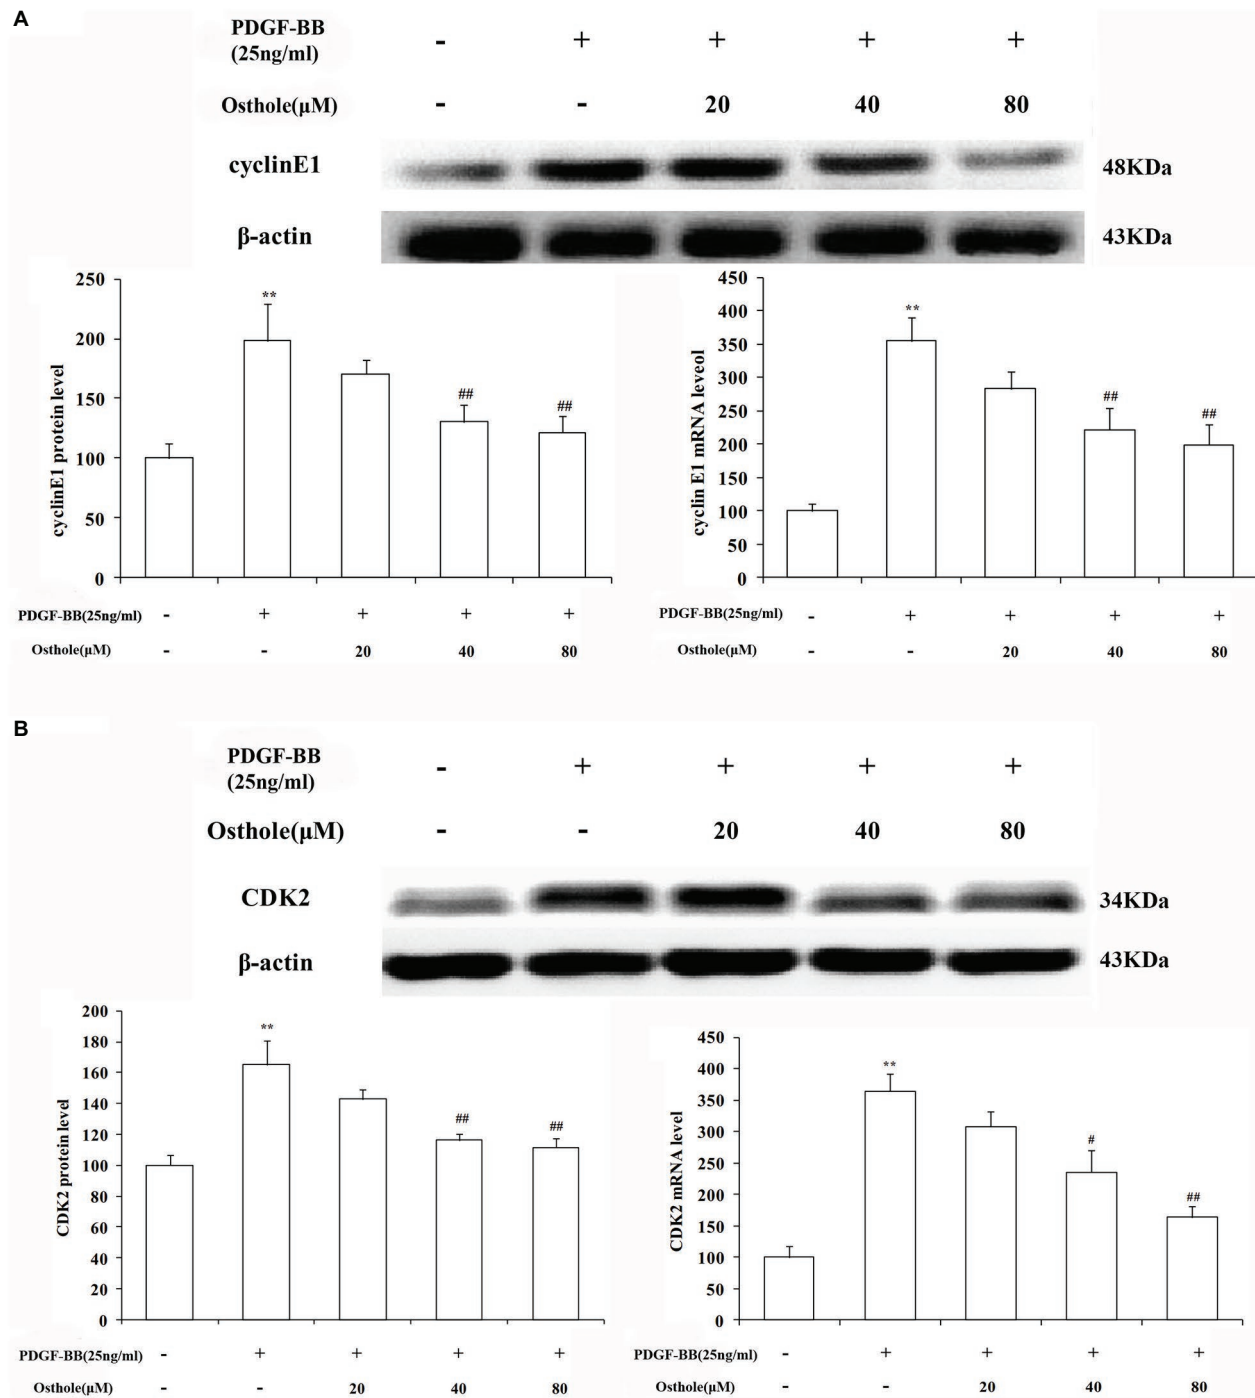 A
PDGF-BB - + + + +
(25ng/ml)
Osthole(μM) - - 20 40 80
cyclinE1 48KDa
β-actin 43KDa
cyclinE1 protein level
250
200
150
100
50
0
** ## ##
PDGF-BB(25ng/ml) - + + + +
Osthole(μM) - - 20 40 80
cyclin E1 mRNA leveol
450
400
350
300
250
200
150
100
50
0
** ## ##
PDGF-BB(25ng/ml) - + + + +
Osthole(μM) - - 20 40 80
B
PDGF-BB - + + + +
(25ng/ml)
Osthole(μM) - - 20 40 80
CDK2 34KDa
β-actin 43KDa
CDK2 protein level
200
180
160
140
120
100
80
60
40
20
0
** ## ##
PDGF-BB(25ng/ml) - + + + +
Osthole(μM) - - 20 40 80
CDK2 mRNA level
450
400
350
300
250
200
150
100
50
0
** # ##
PDGF-BB(25ng/ml) - + + + +
Osthole(μM) - - 20 40 80